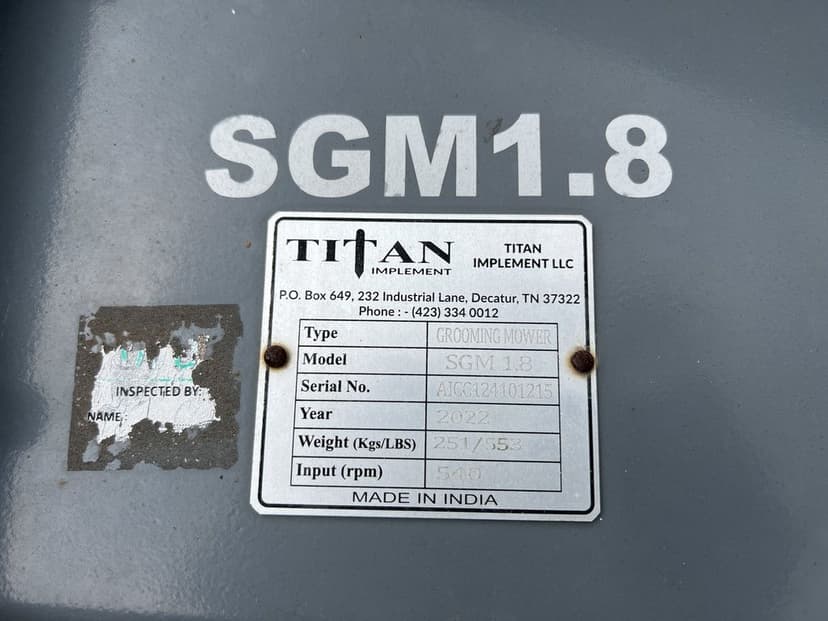 SGM1.8
TITAN
IMPLEMENT
TITAN
IMPLEMENT LLC
P.O. Box 649, 232 Industrial Lane, Decatur, TN 37322
Phone : - (423) 334 0012
Type GROOMING MOWER
Model SGM 1.8
Serial No. AJCC124101215
Year 2022
Weight (Kgs/LBS) 251/553
Input (rpm) 540
MADE IN INDIA
INSPECTED BY:
NAME :